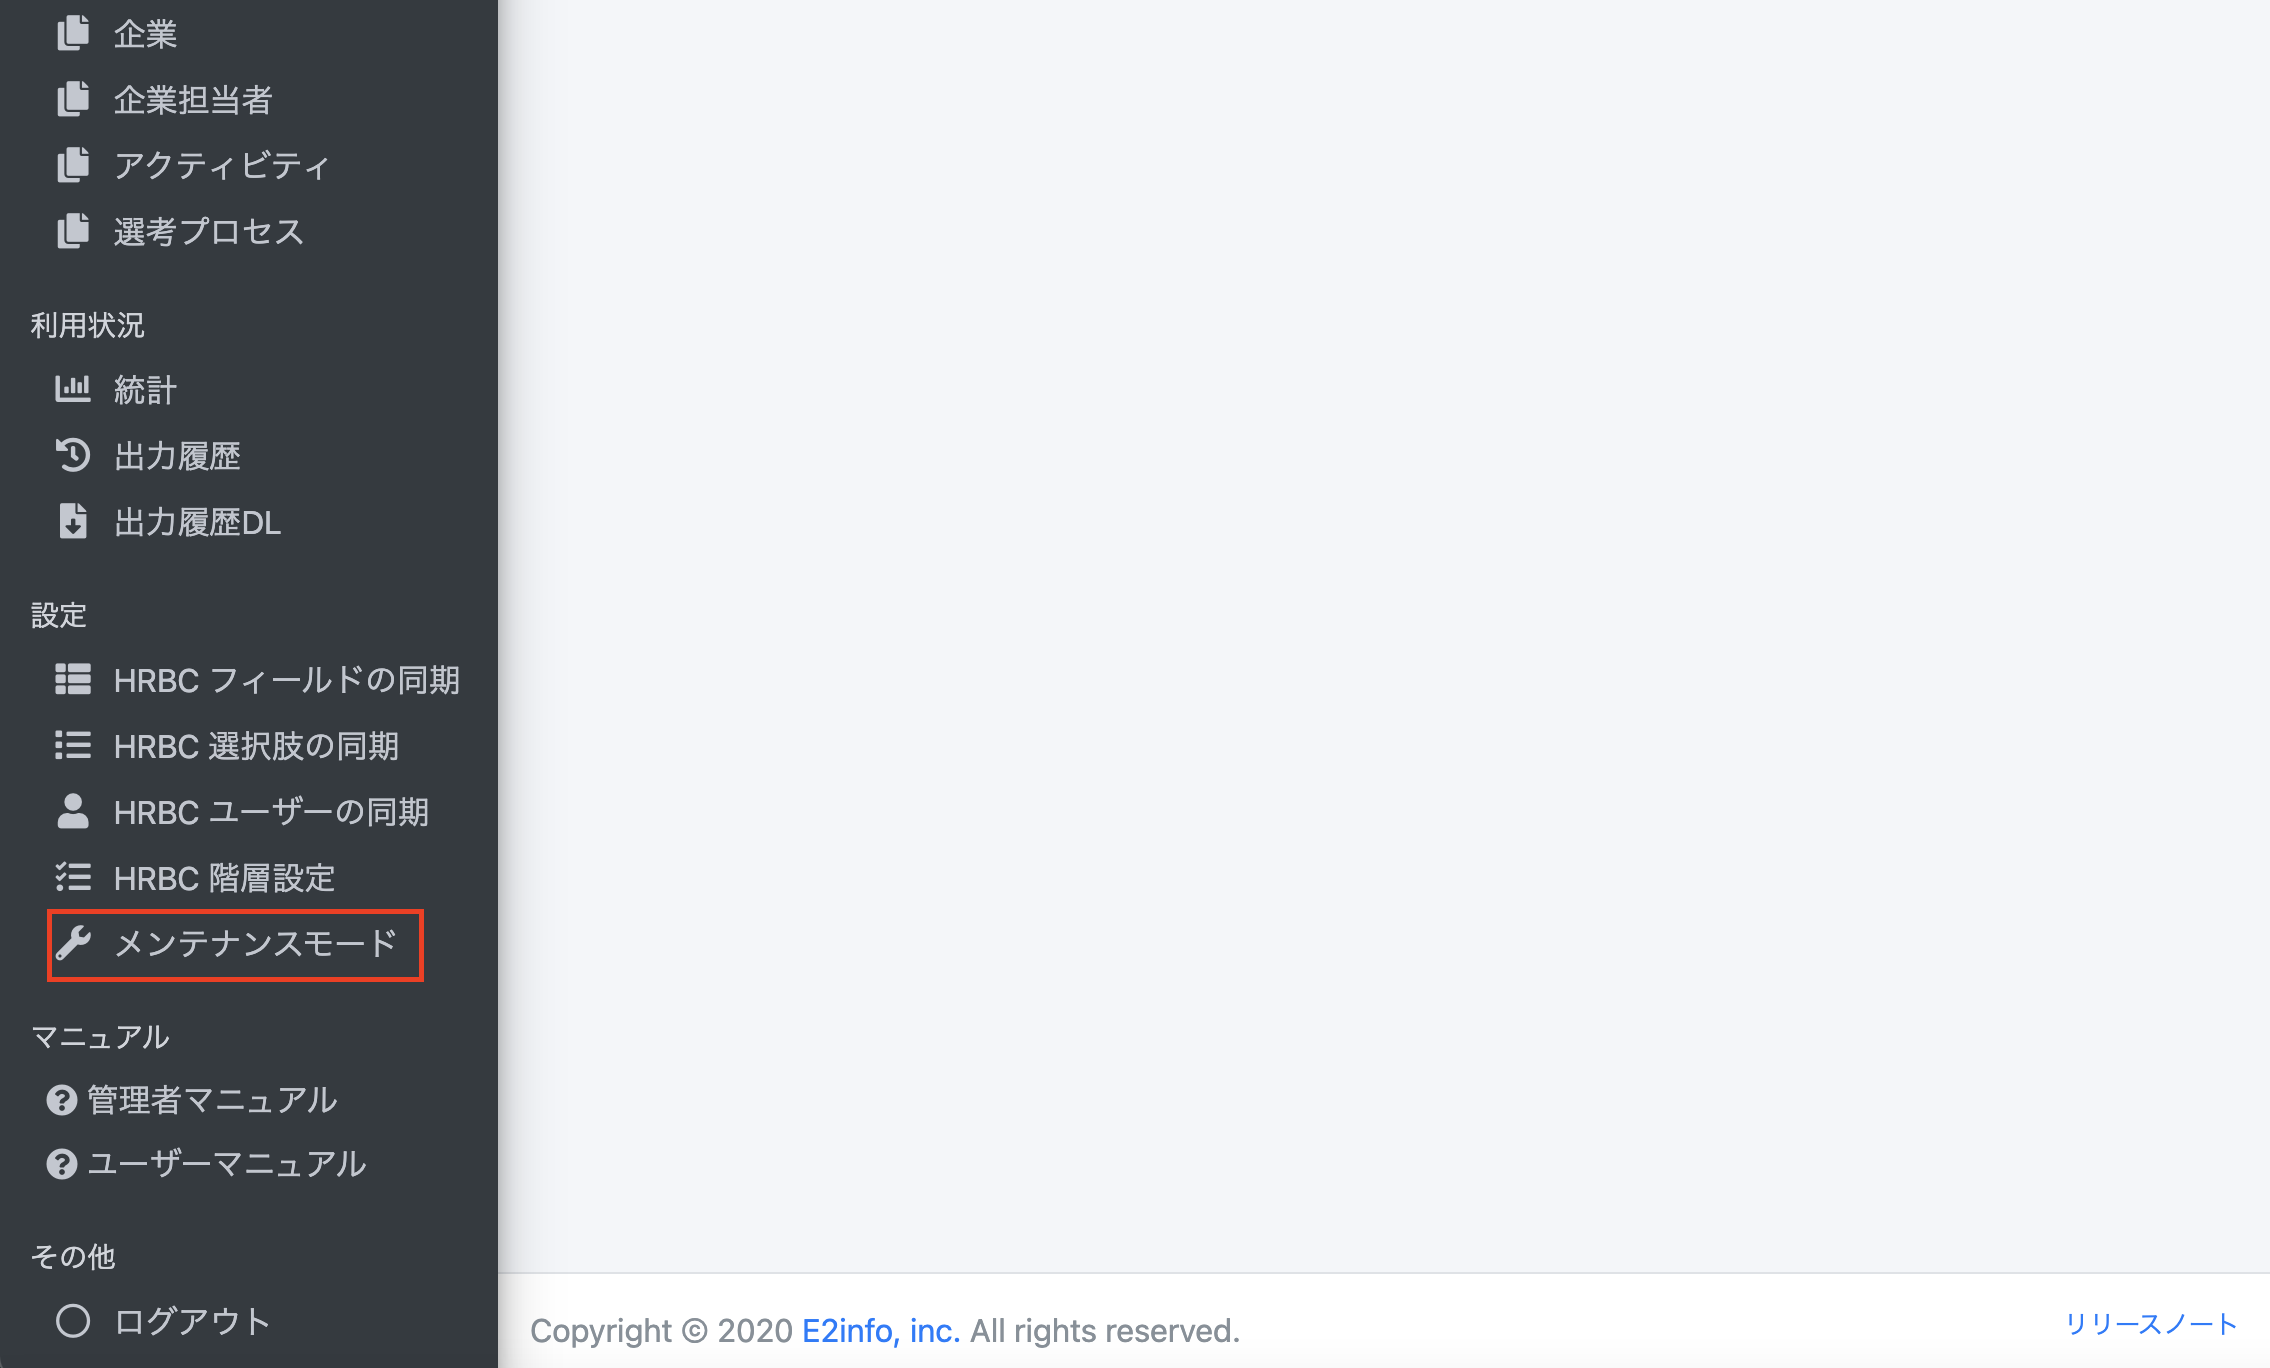 企業
企業担当者
アクティビティ
選考プロセス
利用状況
統計
出力履歴
出力履歴DL
設定
HRBC フィールドの同期
HRBC 選択肢の同期
HRBC ユーザーの同期
HRBC 階層設定
メンテナンスモード
マニュアル
管理者マニュアル
ユーザーマニュアル
その他
ログアウト
Copyright © 2020 E2info, inc. All rights reserved.
リリースノート